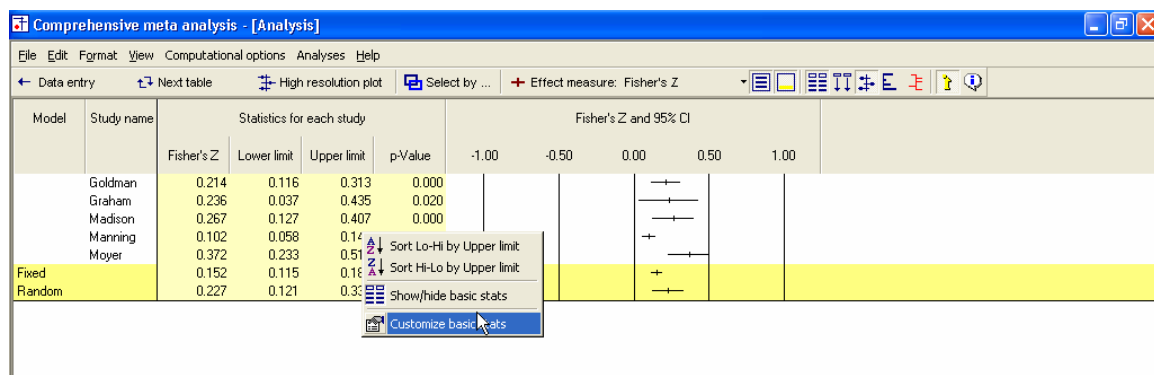 Comprehensive meta analysis - [Analysis]
File Edit Format View Computational options Analyses Help
Data entry Next table High resolution plot Select by ... Effect measure: Fisher's Z
Model Study name Statistics for each study Fisher's Z and 95% CI
Fisher's Z Lower limit Upper limit p-Value -1.00 -0.50 0.00 0.50 1.00
Goldman 0.214 0.116 0.313 0.000
Graham 0.236 0.037 0.435 0.020
Madison 0.267 0.127 0.407 0.000
Manning 0.102 0.058
Moyer 0.372 0.233
Fixed 0.152 0.115
Random 0.227 0.121
Sort Lo-Hi by Upper limit
Sort Hi-Lo by Upper limit
Show/hide basic stats
Customize basic